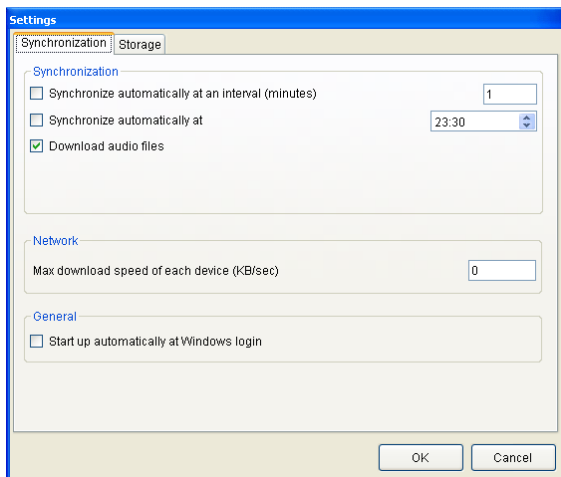 Settings
Synchronization Storage
Synchronization
Synchronize automatically at an interval (minutes) 1
Synchronize automatically at 23:30
Download audio files
Network
Max download speed of each device (KB/sec) 0
General
Start up automatically at Windows login
OK Cancel